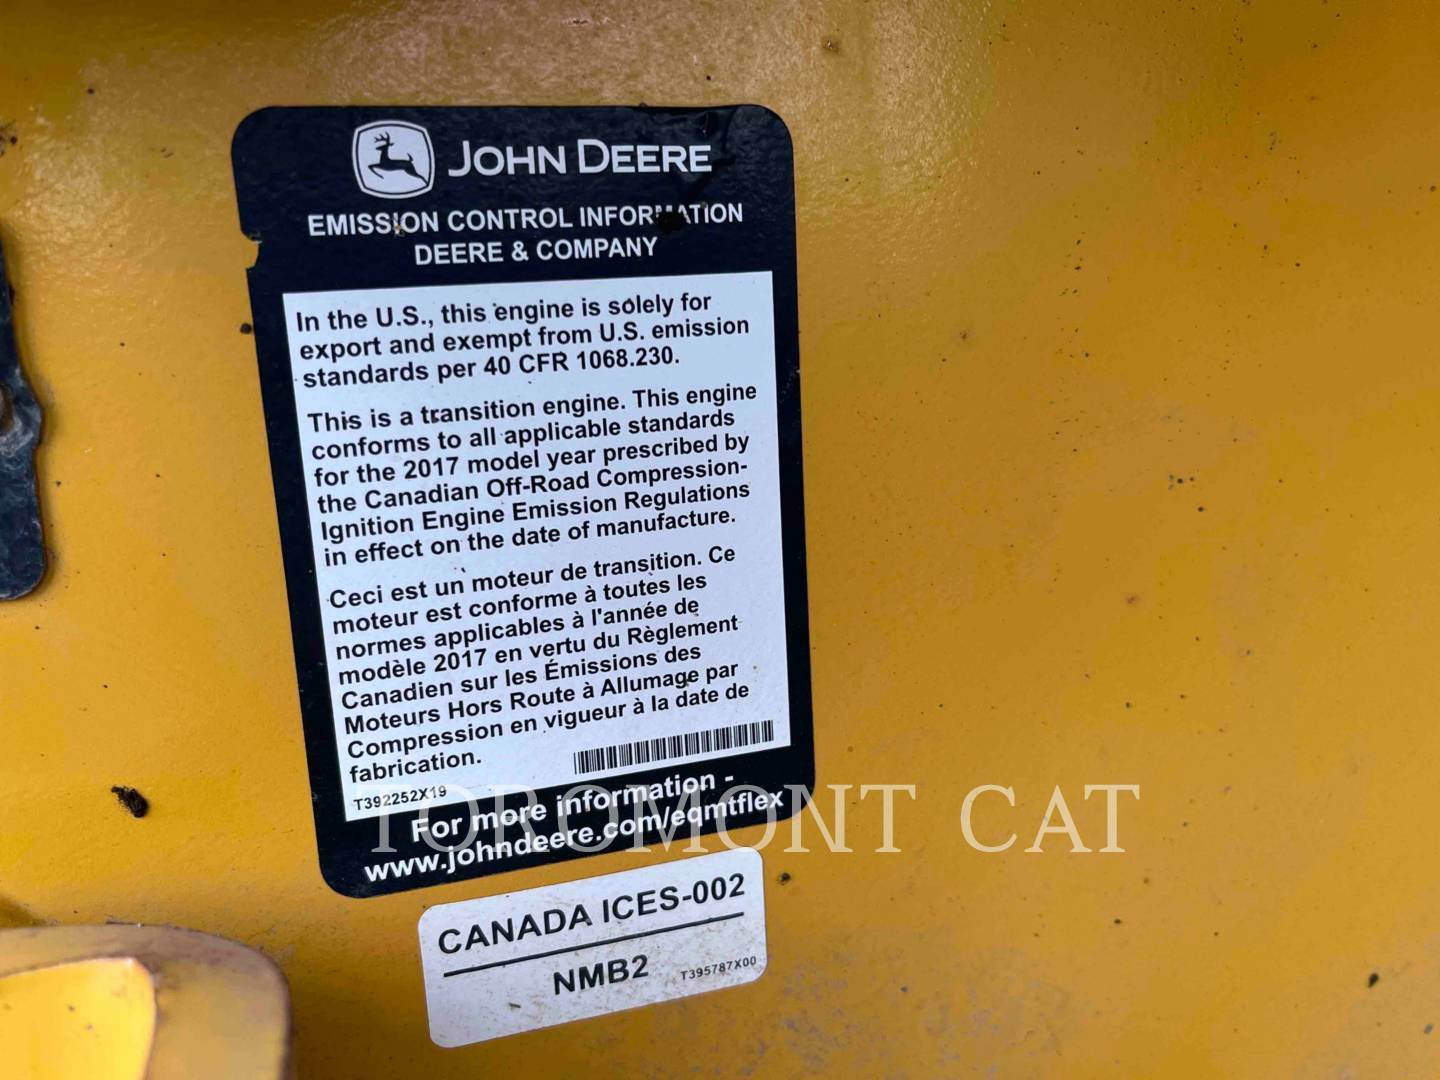 JOHN DEERE
EMISSION CONTROL INFORMATION
DEERE & COMPANY
In the U.S., this engine is solely for
export and exempt from U.S. emission
standards per 40 CFR 1068.230.
This is a transition engine. This engine
conforms to all applicable standards
for the 2017 model year prescribed by
the Canadian Off-Road Compression-
Ignition Engine Emission Regulations
in effect on the date of manufacture.
Ceci est un moteur de transition. Ce
moteur est conforme à toutes les
normes applicables à l'année de
modèle 2017 en vertu du Règlement
Canadien sur les Émissions des
Moteurs Hors Route à Allumage par
Compression en vigueur à la date de
fabrication.
T392252X19
For more information -
www.johndeere.com/eqmtflex
TOROMONT CAT
CANADA ICES-002
NMB2
T395787X00